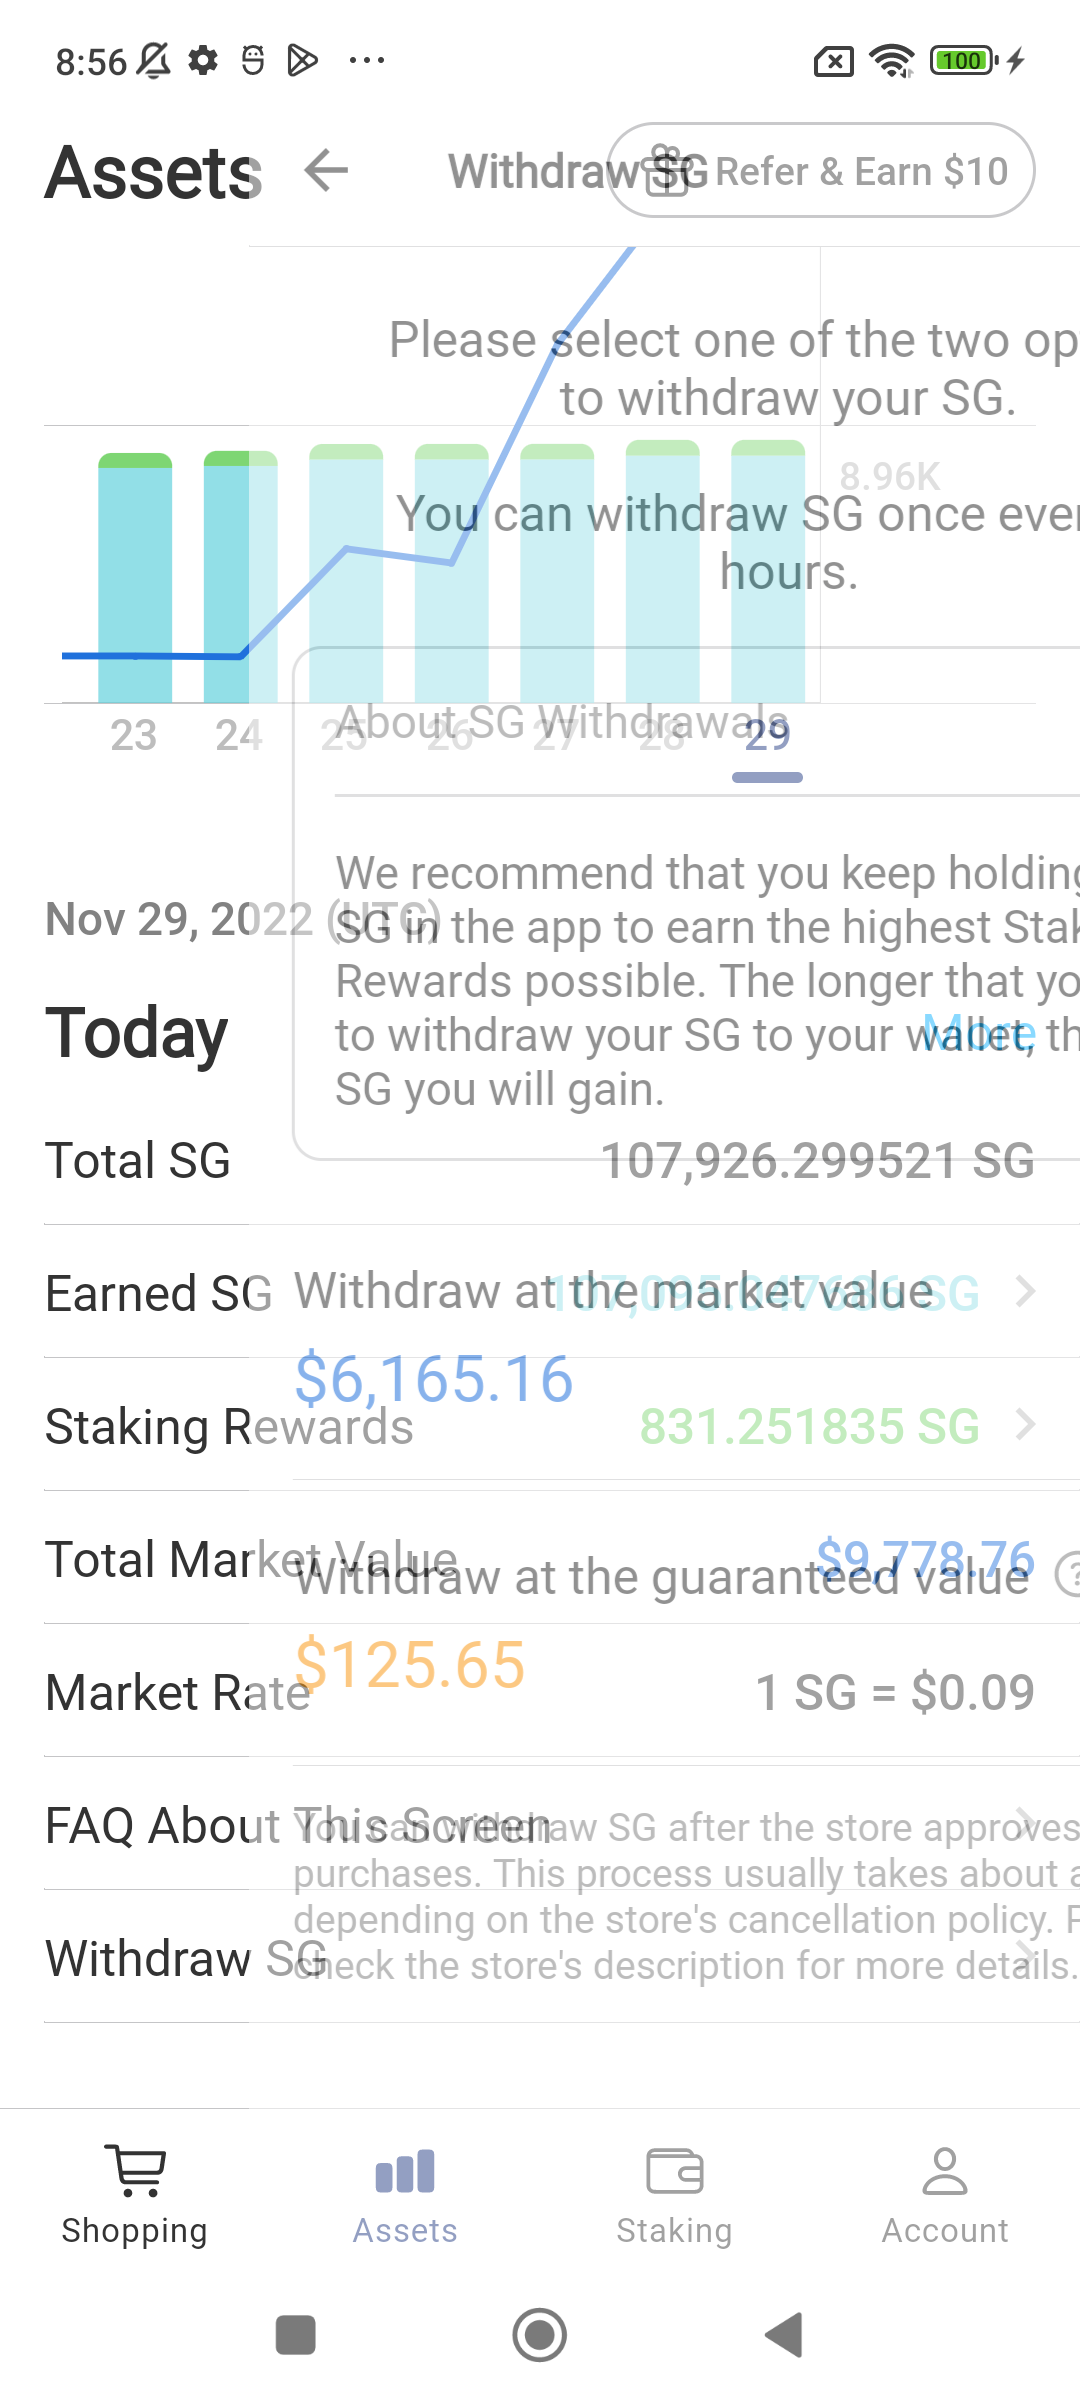 8:56
100
Assets
Withdraw SG
Refer & Earn $10
Please select one of the two op
to withdraw your SG.
8.96K
You can withdraw SG once ever
hours.
23 24 25 26 27 28 29
About SG Withdrawals
We recommend that you keep holding
Nov 29, 2022 (UTC)
SG in the app to earn the highest Stak
Rewards possible. The longer that yo
Today
More
to withdraw your SG to your wallet, th
SG you will gain.
Total SG
107,926.299521 SG
Earned SG
Withdraw at the market value
SG
$6,165.16
Staking Rewards
831.251835 SG
Total Market Value
$9,778.76
Withdraw at the guaranteed value
?
$125.65
Market Rate
1 SG = $0.09
FAQ About This Screen
You can withdraw SG after the store approves
purchases. This process usually takes about a
depending on the store's cancellation policy. P
Withdraw SG
check the store's description for more details.
Shopping
Assets
Staking
Account